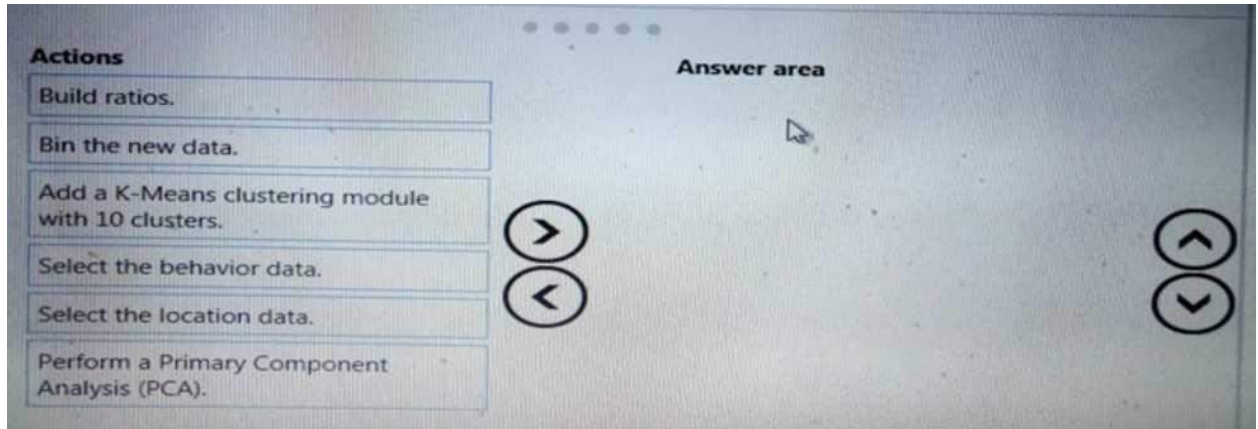 Actions
Answer area
Build ratios.
Bin the new data.
Add a K-Means clustering module
with 10 clusters.
Select the behavior data.
Select the location data.
Perform a Primary Component
Analysis (PCA).